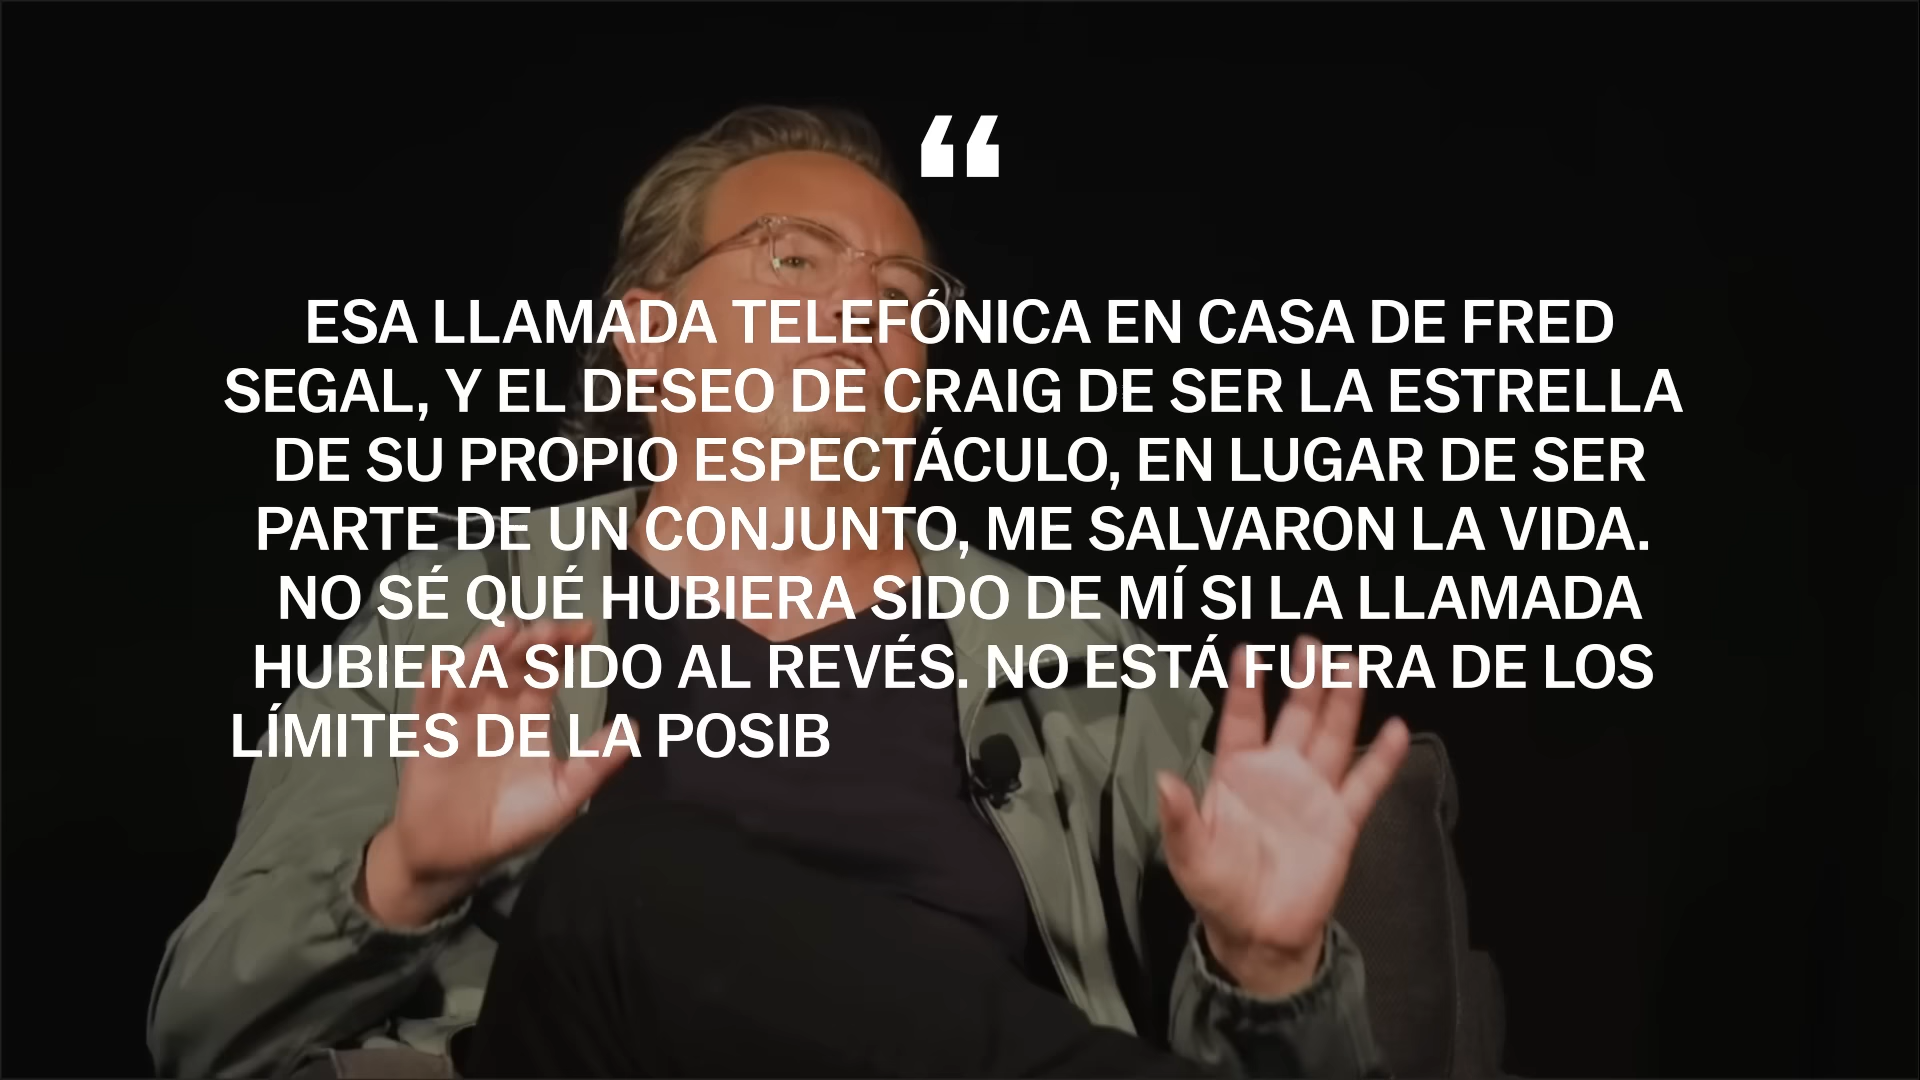 “
ESA LLAMADA TELEFÓNICA EN CASA DE FRED
SEGAL, Y EL DESEO DE CRAIG DE SER LA ESTRELLA
DE SU PROPIO ESPECTÁCULO, EN LUGAR DE SER
PARTE DE UN CONJUNTO, ME SALVARON LA VIDA.
NO SÉ QUÉ HUBIERA SIDO DE MÍ SI LA LLAMADA
HUBIERA SIDO AL REVÉS. NO ESTÁ FUERA DE LOS
LÍMITES DE LA POSIB